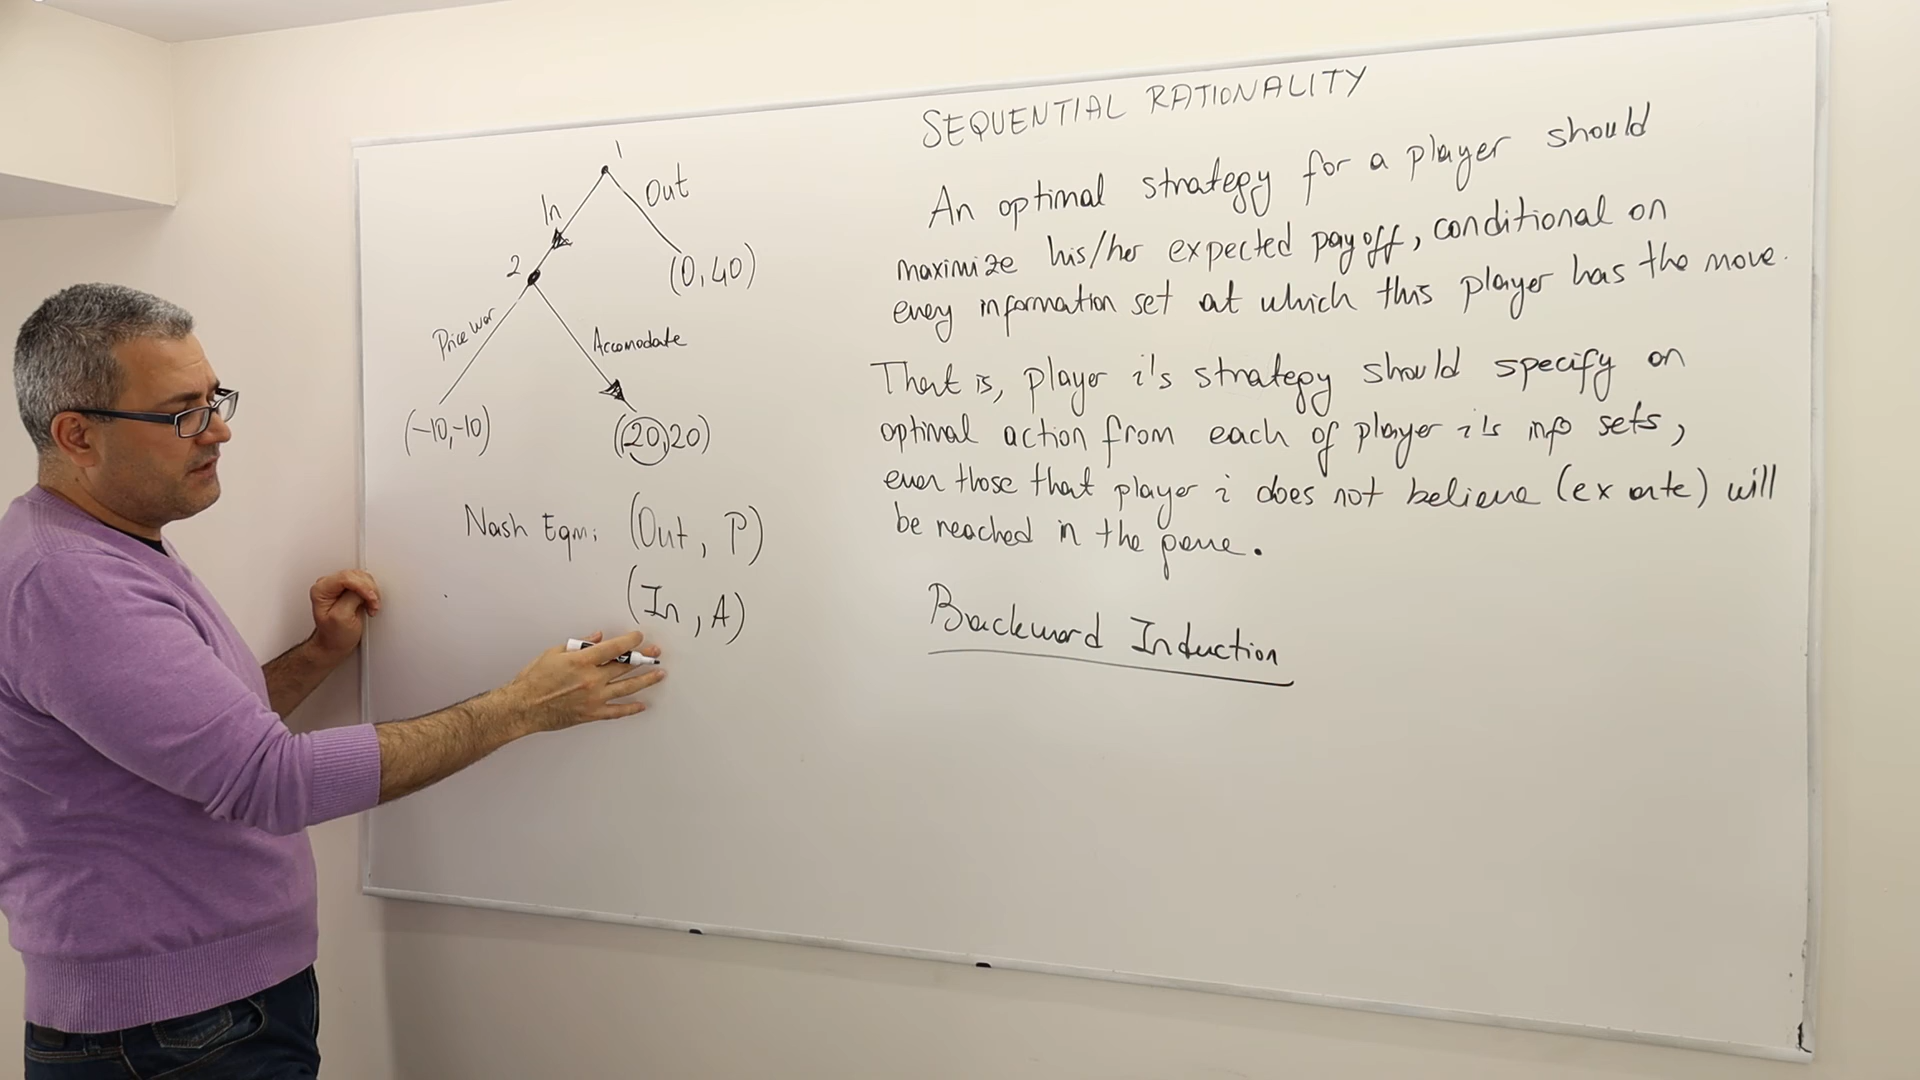 1
In
Out
2
(0,40)
Price War
Accomodate
(-10,-10)
(20,20)
Nash Eqm: (Out, P)
(In, A)
SEQUENTIAL RATIONALITY
An optimal strategy for a player should
maximize his/her expected payoff, conditional on
every information set at which this player has the move.
That is, player i's strategy should specify an
optimal action from each of player i's info sets,
even those that player i does not believe (ex ante) will
be reached in the game.
Backward Induction